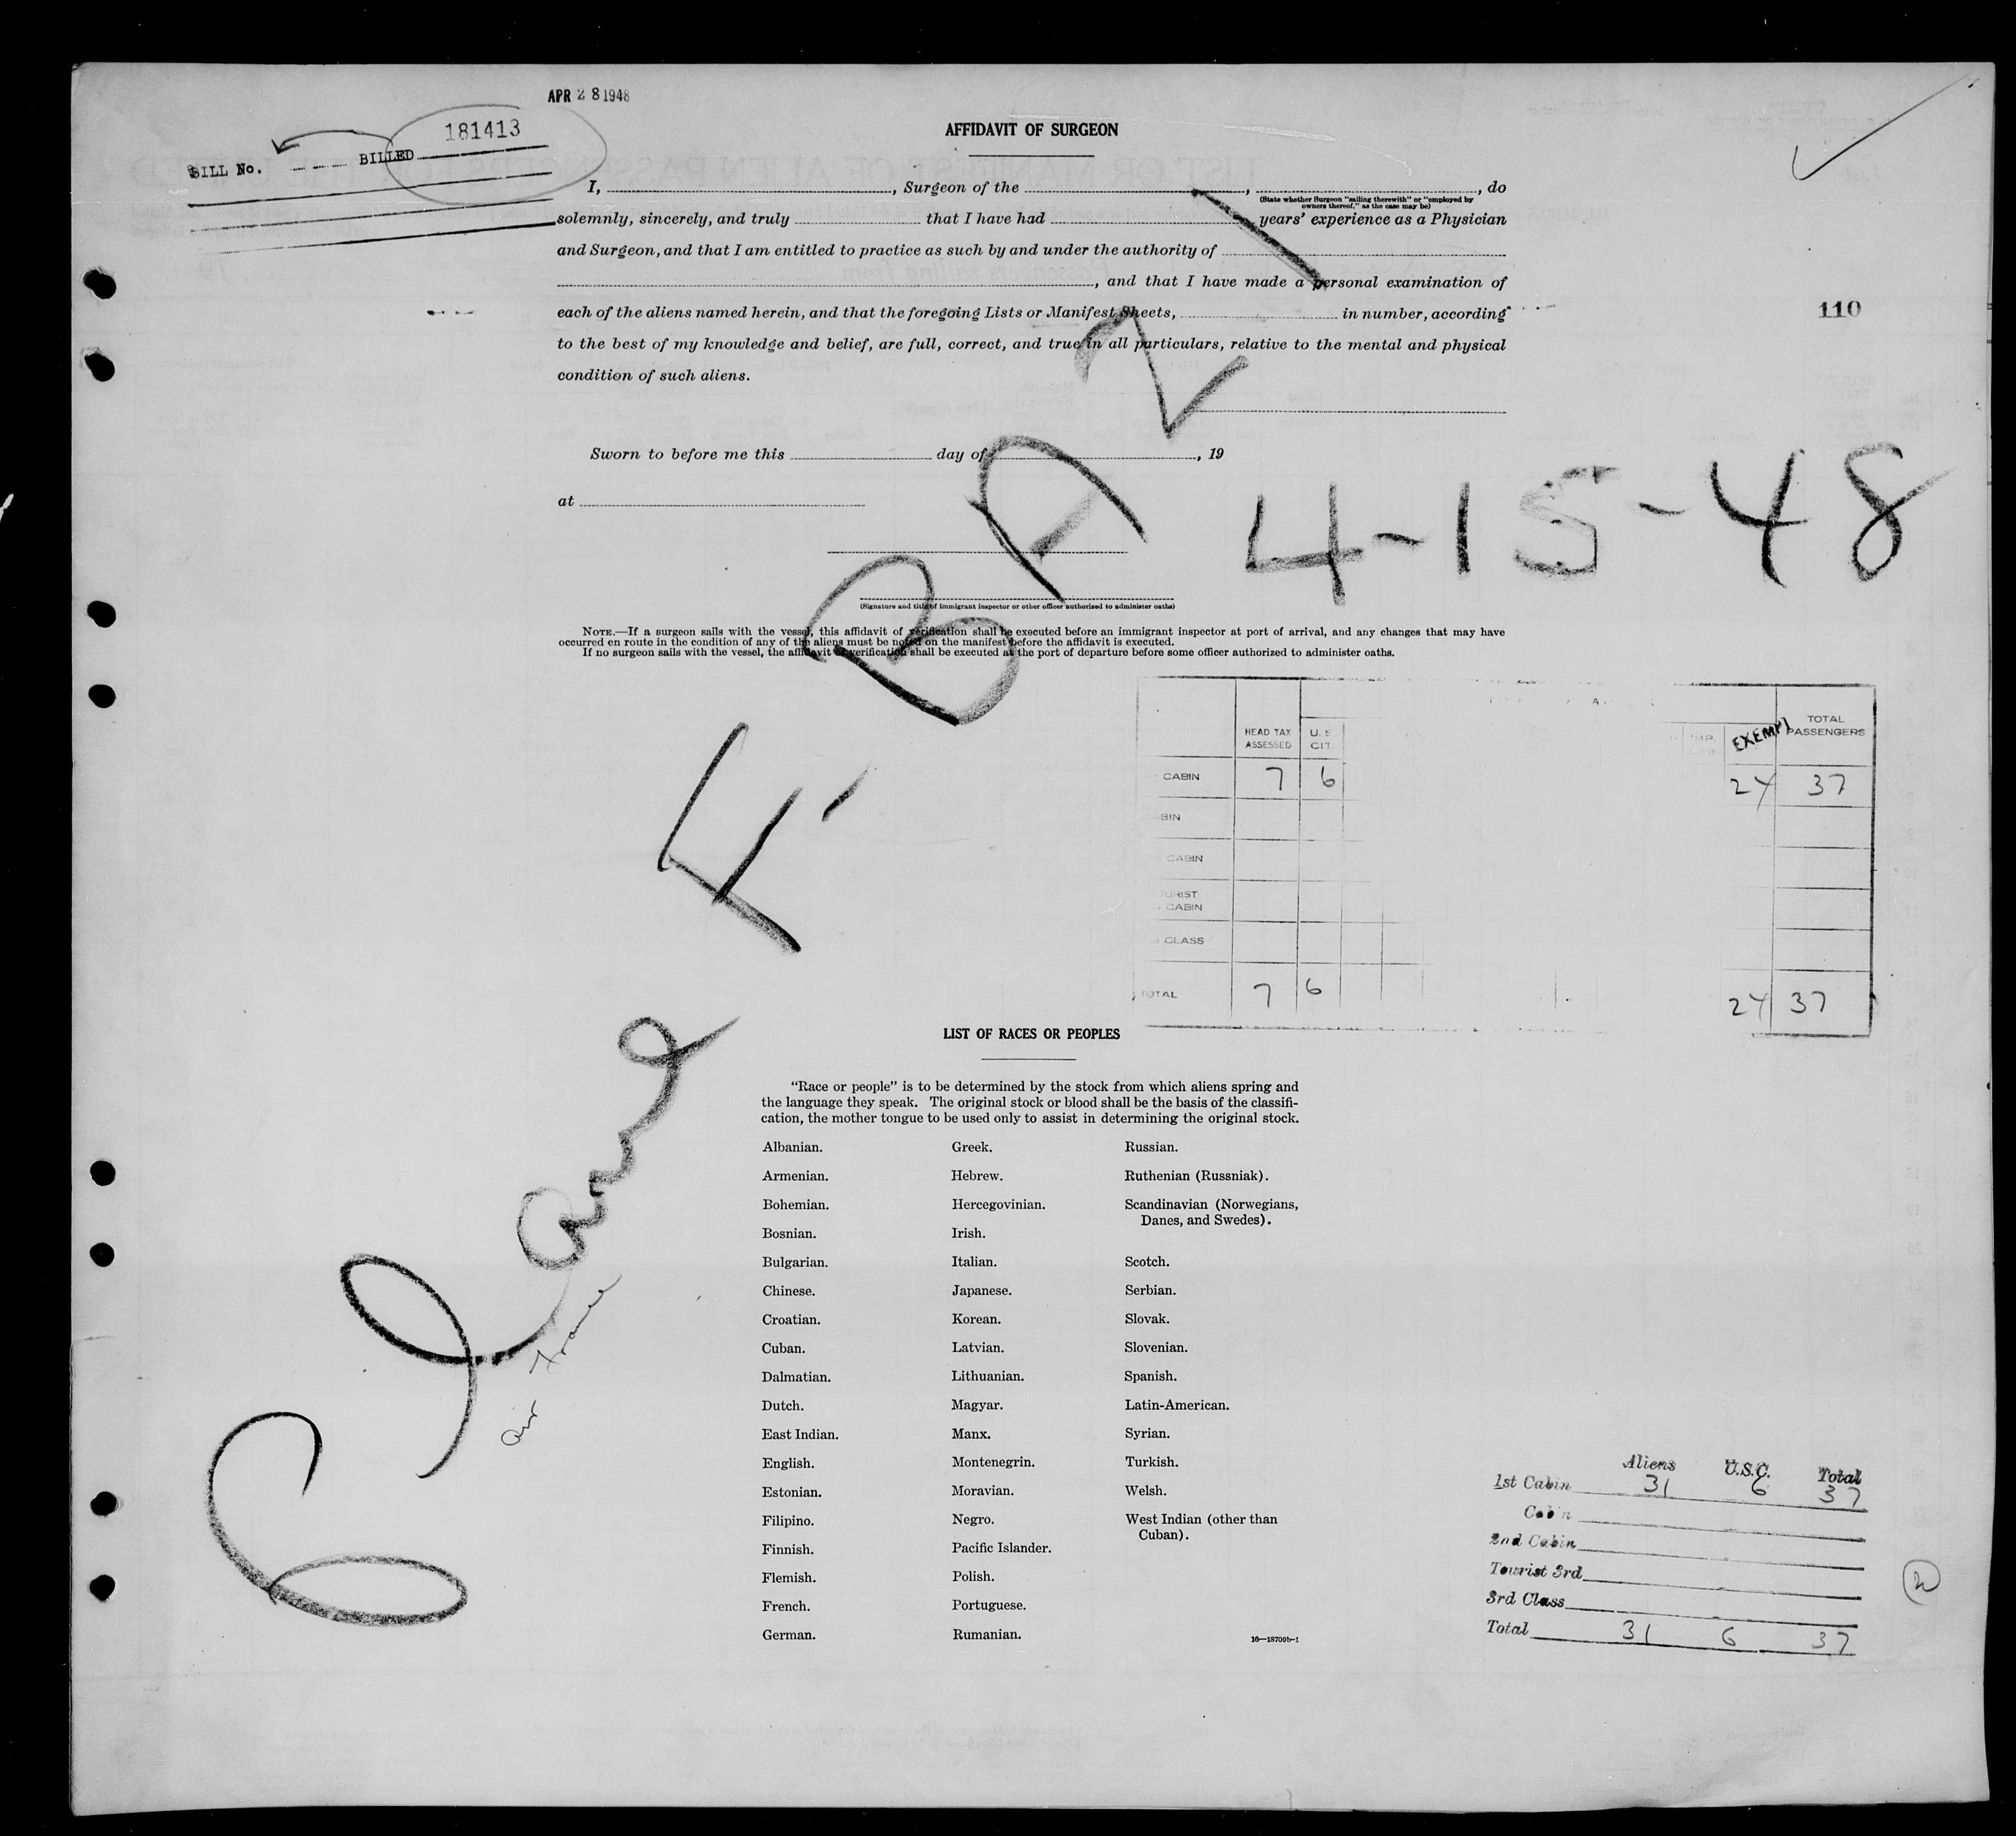 APR 28 1948
181413
BILL No. BILLED
AFFIDAVIT OF SURGEON
I, , Surgeon of the , , do
(State whether Surgeon "sailing therewith" or "employed by
owners thereof," as the case may be)
solemnly, sincerely, and truly that I have had years' experience as a Physician
and Surgeon, and that I am entitled to practice as such by and under the authority of
, and that I have made a personal examination of
each of the aliens named herein, and that the foregoing Lists or Manifest Sheets, in number, according
110
to the best of my knowledge and belief, are full, correct, and true in all particulars, relative to the mental and physical
condition of such aliens.
Sworn to before me this day of , 19
at
4-15-48
(Signature and title of immigrant inspector or other officer authorized to administer oaths)
NOTE.—If a surgeon sails with the vessel, this affidavit of verification shall be executed before an immigrant inspector at port of arrival, and any changes that may have
occurred en route in the condition of any of the aliens must be noted on the manifest before the affidavit is executed.
If no surgeon sails with the vessel, the affidavit of verification shall be executed at the port of departure before some officer authorized to administer oaths.
HEAD TAX ASSESSED U. S. CIT. IMP. EXEMPT TOTAL PASSENGERS
CABIN 7 6 24 37
BIN
CABIN
URIST
CABIN
CLASS
TOTAL 7 6 24 37
LIST OF RACES OR PEOPLES
"Race or people" is to be determined by the stock from which aliens spring and
the language they speak. The original stock or blood shall be the basis of the classifi-
cation, the mother tongue to be used only to assist in determining the original stock.
Albanian. Greek. Russian.
Armenian. Hebrew. Ruthenian (Russniak).
Bohemian. Hercegovinian. Scandinavian (Norwegians,
Danes, and Swedes).
Bosnian. Irish.
Bulgarian. Italian. Scotch.
Chinese. Japanese. Serbian.
Croatian. Korean. Slovak.
Cuban. Latvian. Slovenian.
Dalmatian. Lithuanian. Spanish.
Dutch. Magyar. Latin-American.
East Indian. Manx. Syrian.
English. Montenegrin. Turkish.
Estonian. Moravian. Welsh.
Filipino. Negro. West Indian (other than
Cuban).
Finnish. Pacific Islander.
Flemish. Polish.
French. Portuguese.
German. Rumanian.
16—18700b-1
Air France
Aliens U.S.C. Total
1st Cabin 31 6 37
Cabin
2nd Cabin
Tourist 3rd
3rd Class
Total 31 6 37